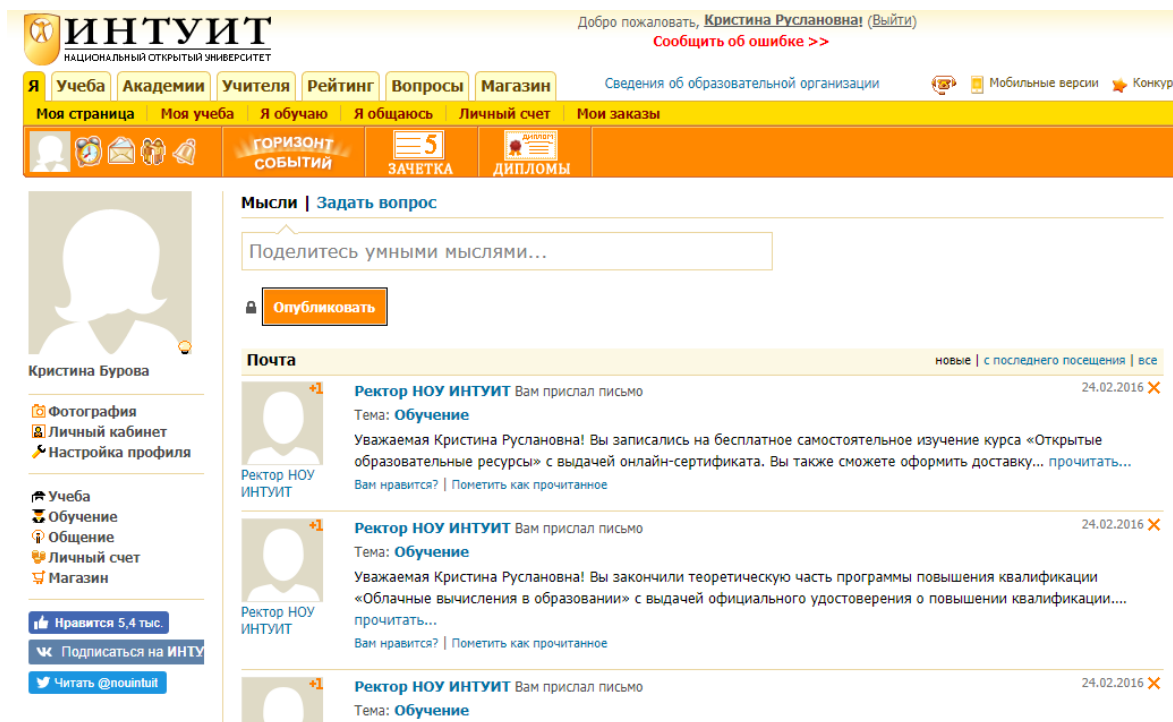 ИНТУИТ
НАЦИОНАЛЬНЫЙ ОТКРЫТЫЙ УНИВЕРСИТЕТ
Добро пожаловать, Кристина Руслановна! (Выйти)
Сообщить об ошибке >>
Я Учеба Академии Учителя Рейтинг Вопросы Магазин Сведения об образовательной организации Мобильные версии Конкур
Моя страница Моя учеба Я обучаю Я общаюсь Личный счет Мои заказы
ГОРИЗОНТ
СОБЫТИЙ
5
ЗАЧЕТКА
ДИПЛОМ
ДИПЛОМЫ
Мысли | Задать вопрос
Поделитесь умными мыслями...
Опубликовать
Кристина Бурова
Фотография
Личный кабинет
Настройка профиля
Учеба
Обучение
Общение
Личный счет
Магазин
Нравится 5,4 тыс.
Подписаться на ИНТУ
Читать @nouintuit
Почта новые | с последнего посещения | все
+1
Ректор НОУ ИНТУИТ Вам прислал письмо 24.02.2016
Тема: Обучение
Уважаемая Кристина Руслановна! Вы записались на бесплатное самостоятельное изучение курса «Открытые
образовательные ресурсы» с выдачей онлайн-сертификата. Вы также сможете оформить доставку... прочитать...
Вам нравится? | Пометить как прочитанное
Ректор НОУ
ИНТУИТ
+1
Ректор НОУ ИНТУИТ Вам прислал письмо 24.02.2016
Тема: Обучение
Уважаемая Кристина Руслановна! Вы закончили теоретическую часть программы повышения квалификации
«Облачные вычисления в образовании» с выдачей официального удостоверения о повышении квалификации....
прочитать...
Вам нравится? | Пометить как прочитанное
Ректор НОУ
ИНТУИТ
+1
Ректор НОУ ИНТУИТ Вам прислал письмо 24.02.2016
Тема: Обучение